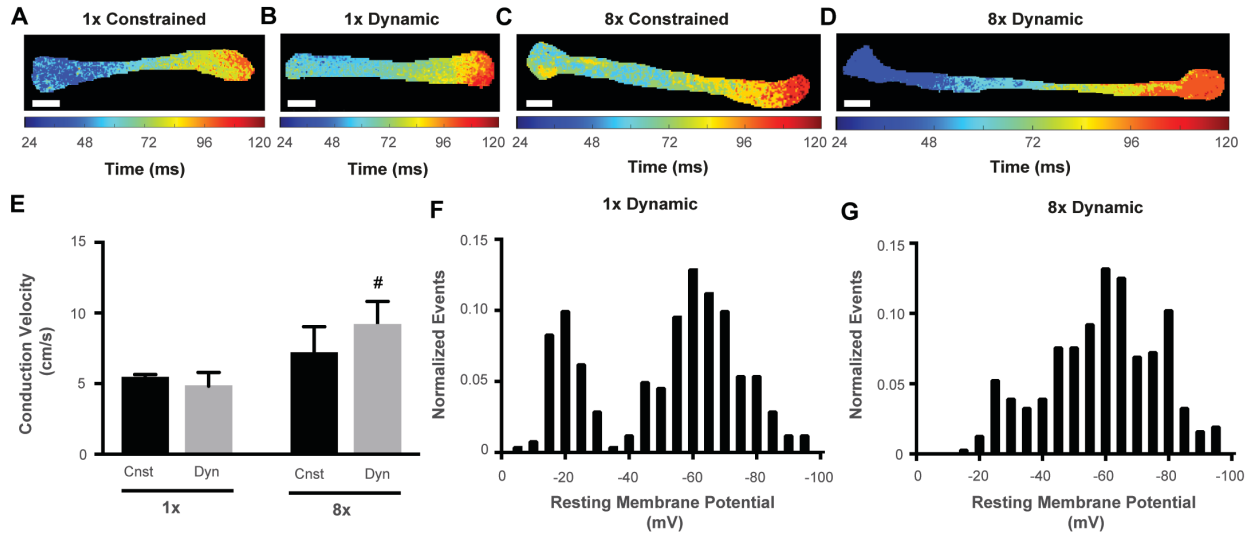 A
1x Constrained
B
1x Dynamic
C
8x Constrained
D
8x Dynamic
24 48 72 96 120
24 48 72 96 120
24 48 72 96 120
24 48 72 96 120
Time (ms)
Time (ms)
Time (ms)
Time (ms)
E
Conduction Velocity
(cm/s)
15
10
5
0
#
Cnst Dyn Cnst Dyn
1x 8x
F
1x Dynamic
Normalized Events
0.15
0.10
0.05
0
0 -20 -40 -60 -80 -100
Resting Membrane Potential
(mV)
G
8x Dynamic
Normalized Events
0.15
0.10
0.05
0
0 -20 -40 -60 -80 -100
Resting Membrane Potential
(mV)